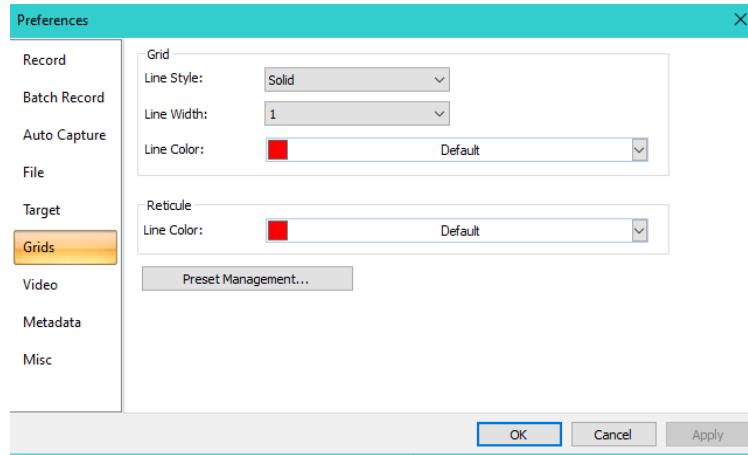 Preferences
Record
Batch Record
Auto Capture
File
Target
Grids
Video
Metadata
Misc
Grid
Line Style: Solid
Line Width: 1
Line Color: Default
Reticule
Line Color: Default
Preset Management...
OK Cancel Apply